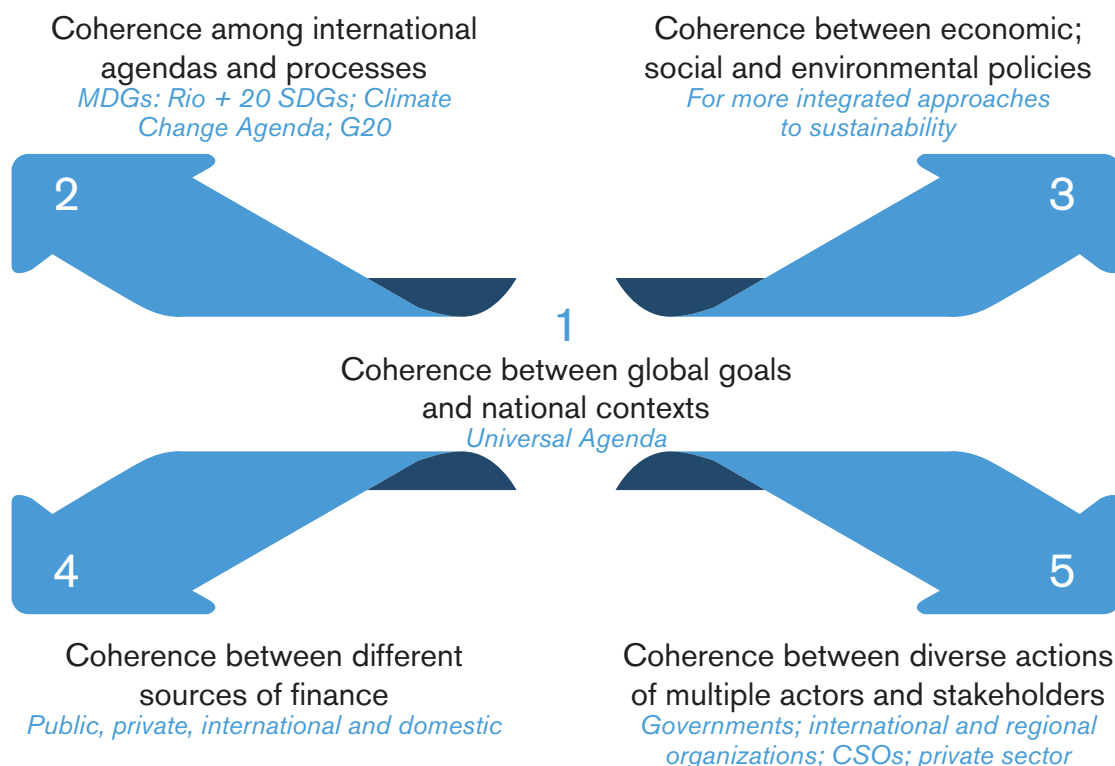 Coherence among international
agendas and processes
MDGs: Rio + 20 SDGs; Climate
Change Agenda; G20
Coherence between economic;
social and environmental policies
For more integrated approaches
to sustainability
2
3
1
Coherence between global goals
and national contexts
Universal Agenda
4
5
Coherence between different
sources of finance
Public, private, international and domestic
Coherence between diverse actions
of multiple actors and stakeholders
Governments; international and regional
organizations; CSOs; private sector